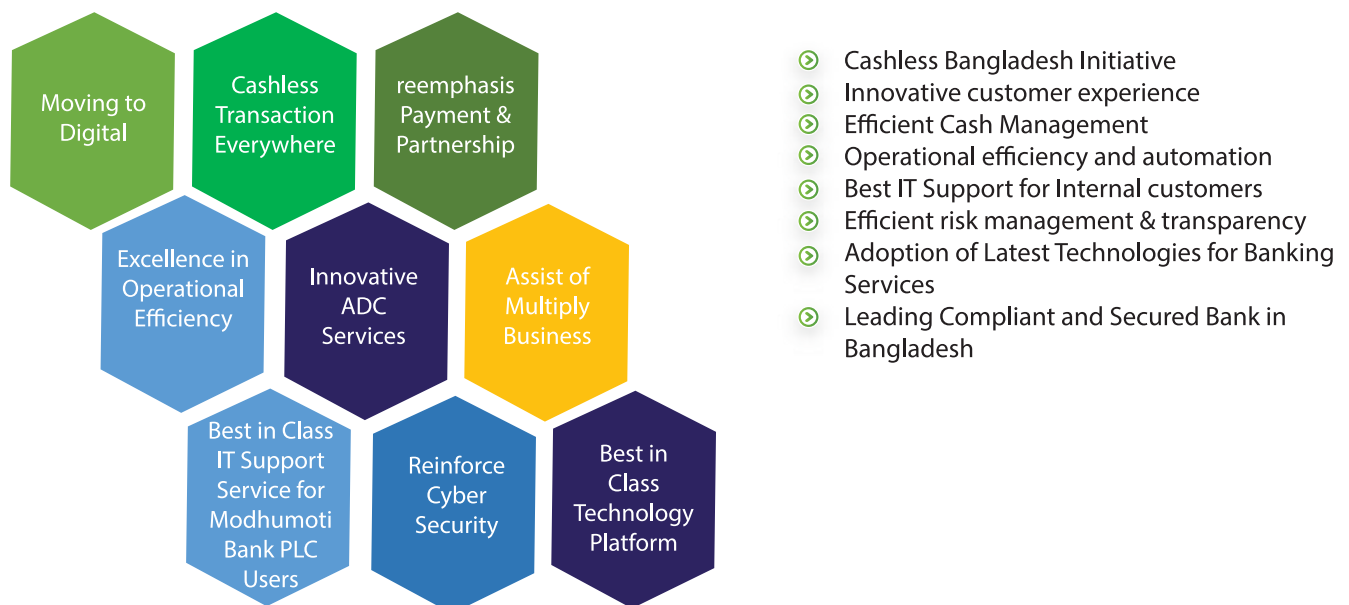 Moving to
Digital
Cashless
Transaction
Everywhere
reemphasis
Payment &
Partnership
Excellence in
Operational
Efficiency
Innovative
ADC
Services
Assist of
Multiply
Business
Best in Class
IT Support
Service for
Modhumoti
Bank PLC
Users
Reinforce
Cyber
Security
Best in
Class
Technology
Platform
Cashless Bangladesh Initiative
Innovative customer experience
Efficient Cash Management
Operational efficiency and automation
Best IT Support for Internal customers
Efficient risk management & transparency
Adoption of Latest Technologies for Banking
Services
Leading Compliant and Secured Bank in
Bangladesh